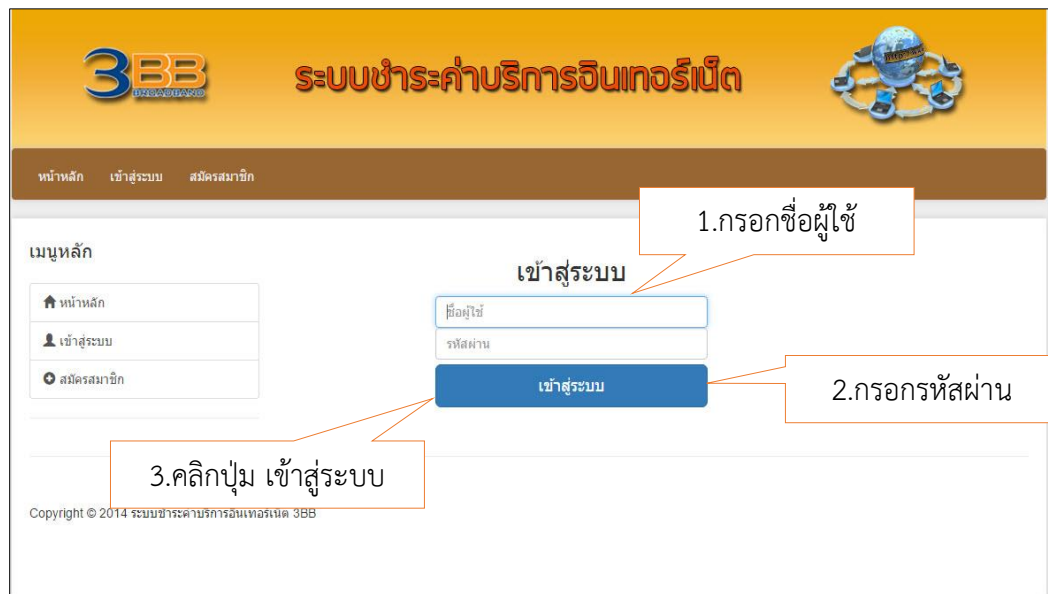 3BB
BROADBAND
ระบบชำระค่าบริการอินเทอร์เน็ต
หน้าหลัก เข้าสู่ระบบ สมัครสมาชิก
1.กรอกชื่อผู้ใช้
เมนูหลัก
หน้าหลัก
เข้าสู่ระบบ
สมัครสมาชิก
เข้าสู่ระบบ
ชื่อผู้ใช้
รหัสผ่าน
เข้าสู่ระบบ
2.กรอกรหัสผ่าน
3.คลิกปุ่ม เข้าสู่ระบบ
Copyright © 2014 ระบบชำระค่าบริการอินเทอร์เน็ต 3BB